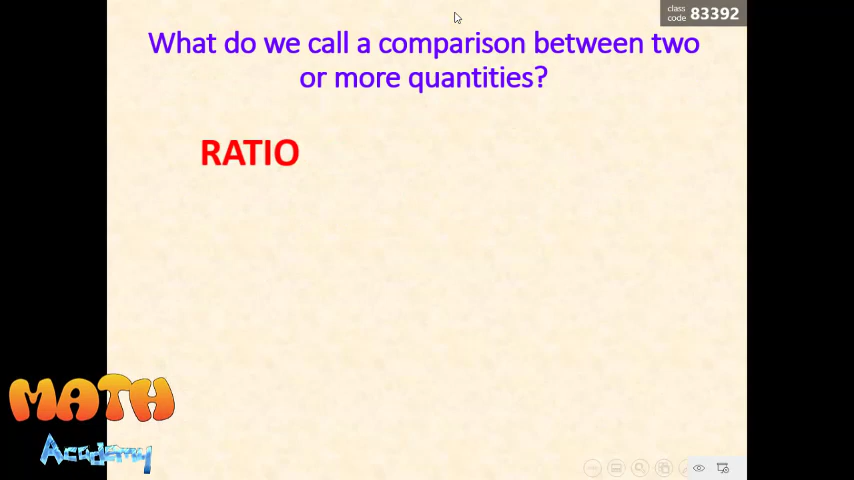 class
code 83392
What do we call a comparison between two
or more quantities?
RATIO
MATH
Academy